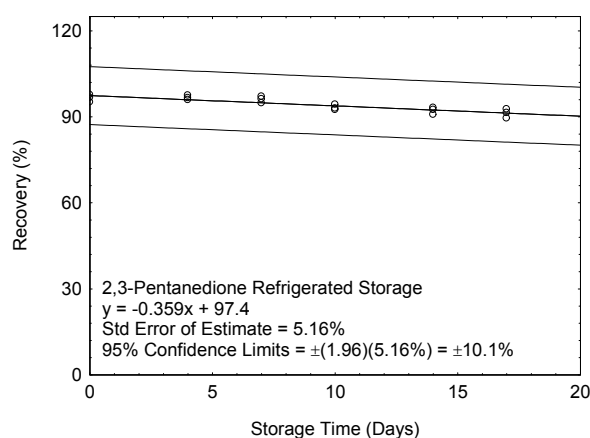 120
90
60
30
0
Recovery (%)
2,3-Pentanedione Refrigerated Storage
y = -0.359x + 97.4
Std Error of Estimate = 5.16%
95% Confidence Limits = ±(1.96)(5.16%) = ±10.1%
0 5 10 15 20
Storage Time (Days)